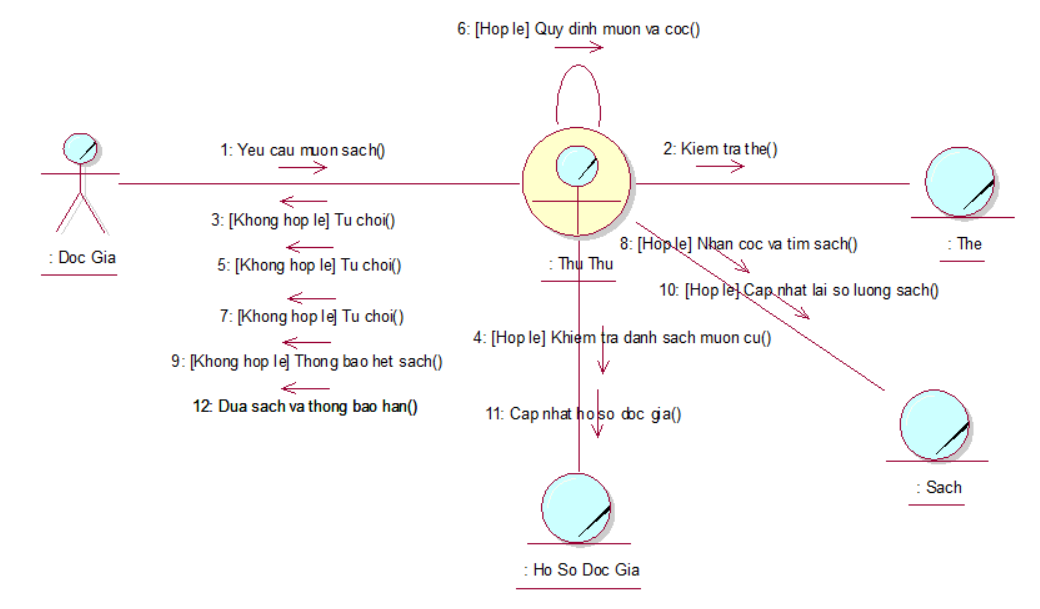 6: [Hop le] Quy dinh muon va coc()
1: Yeu cau muon sach()
2: Kiem tra the()
3: [Khong hop le] Tu choi()
: Doc Gia
5: [Khong hop le] Tu choi()
: Thu Thu
8: [Hop le] Nhan coc va tim sach()
: The
10: [Hop le] Cap nhat lai so luong sach()
7: [Khong hop le] Tu choi()
4: [Hop le] Khiem tra danh sach muon cu()
9: [Khong hop le] Thong bao het sach()
12: Dua sach va thong bao han()
11: Cap nhat ho so doc gia()
: Sach
: Ho So Doc Gia